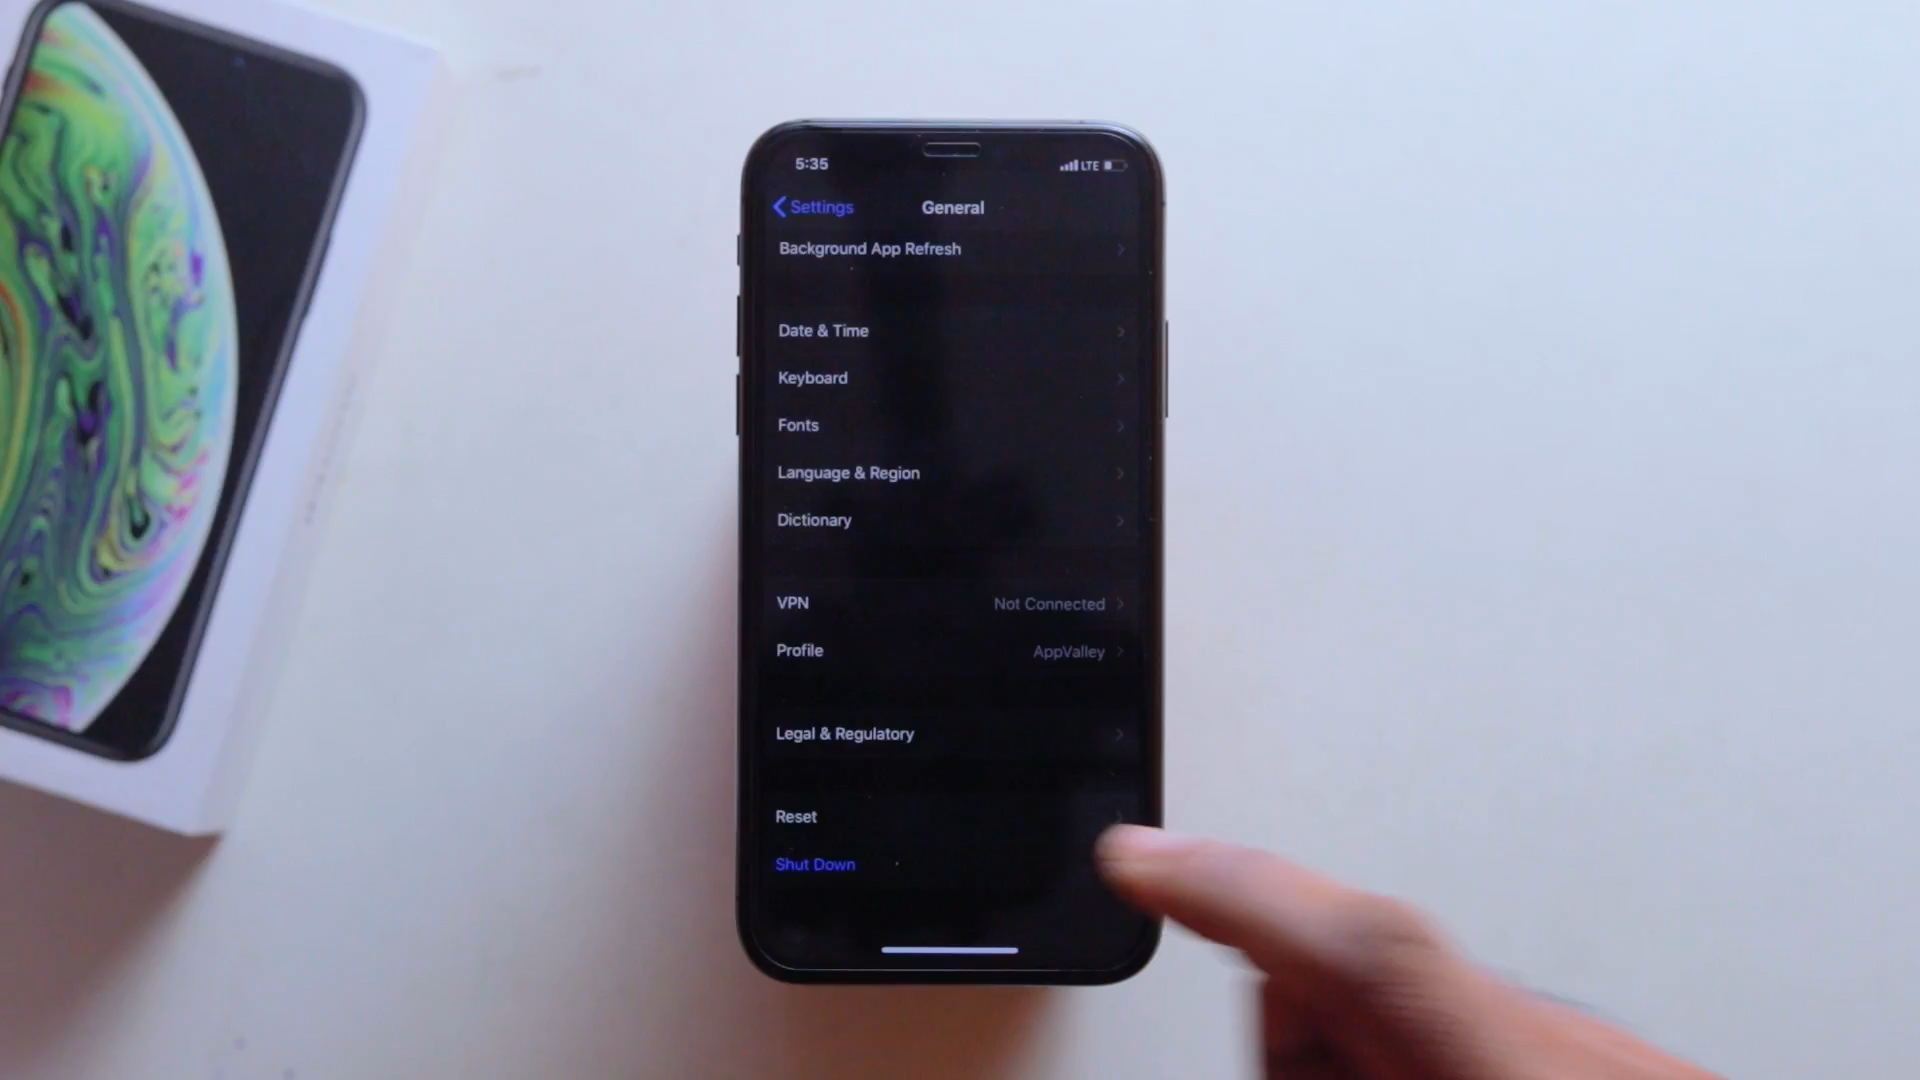 5:35
LTE
Settings
General
Background App Refresh
Date & Time
Keyboard
Fonts
Language & Region
Dictionary
VPN
Not Connected
Profile
AppValley
Legal & Regulatory
Reset
Shut Down